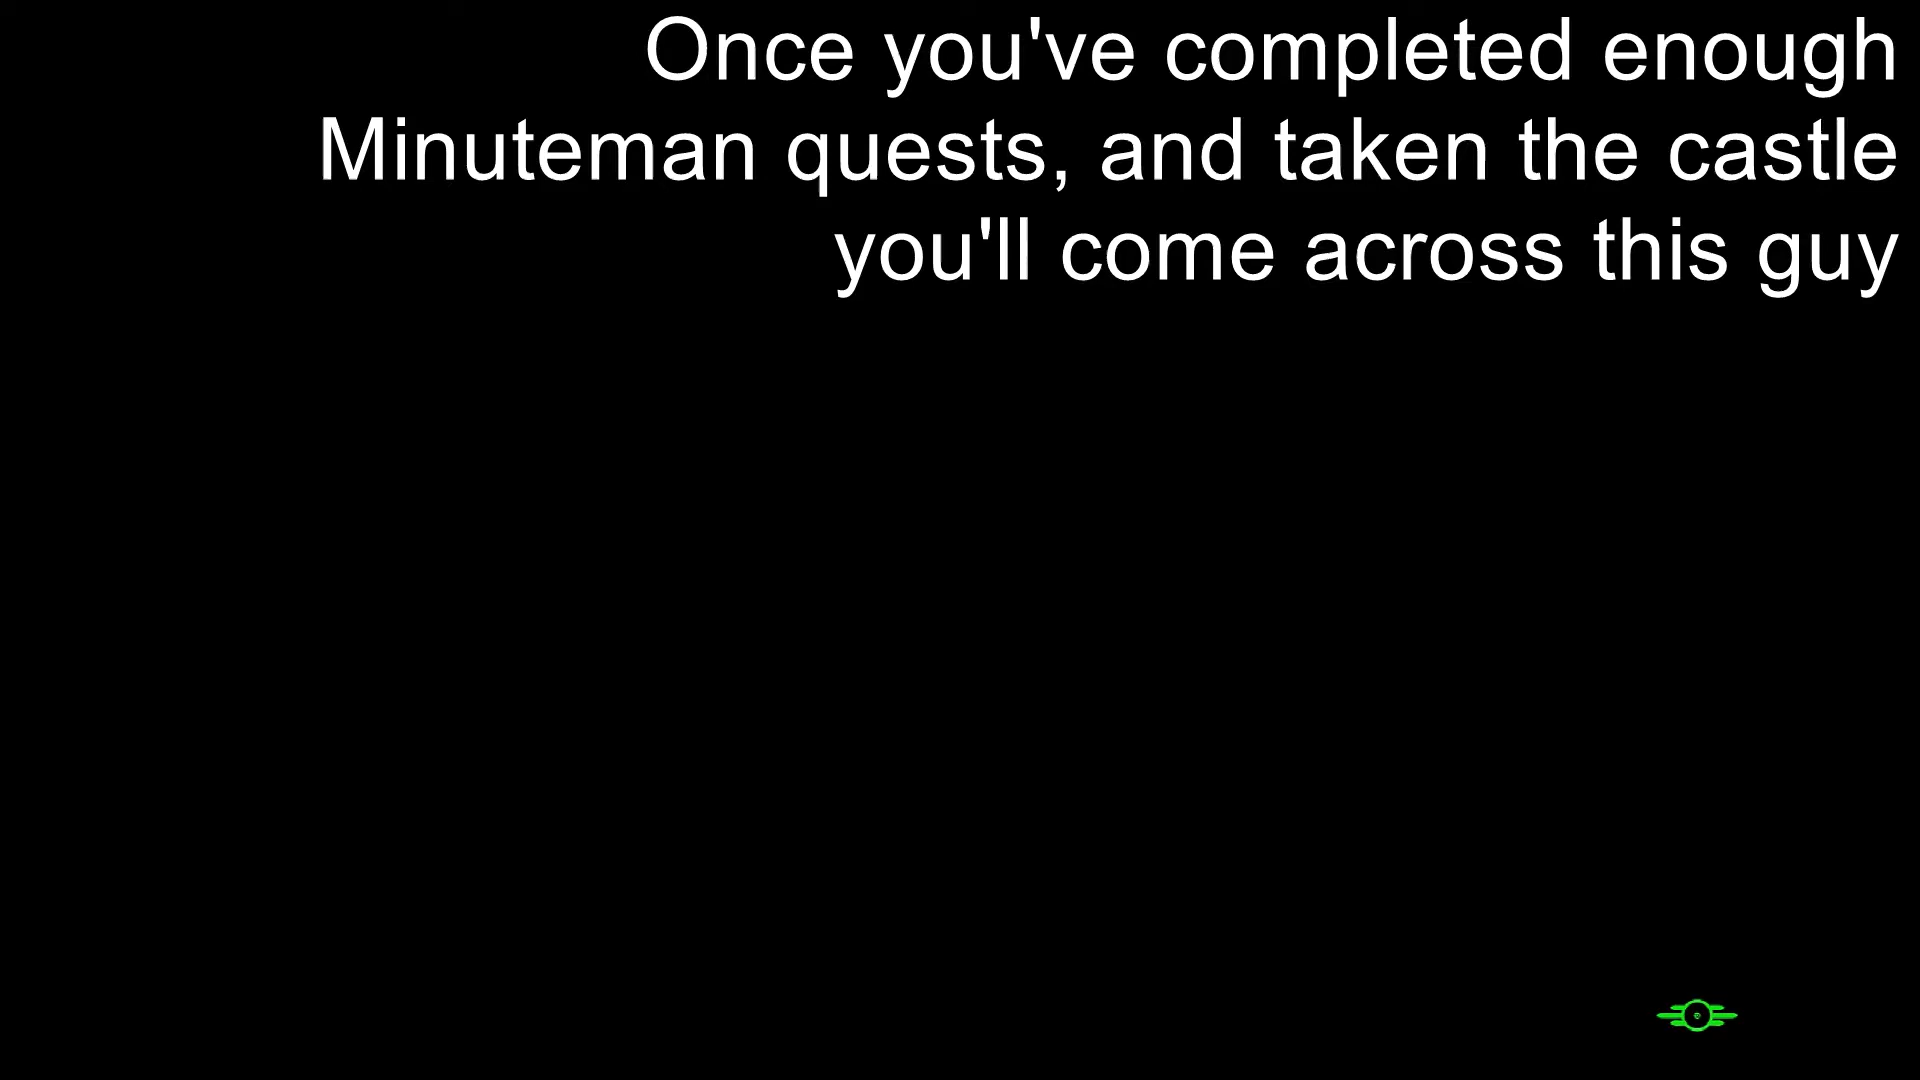 Once you've completed enough
Minuteman quests, and taken the castle
you'll come across this guy